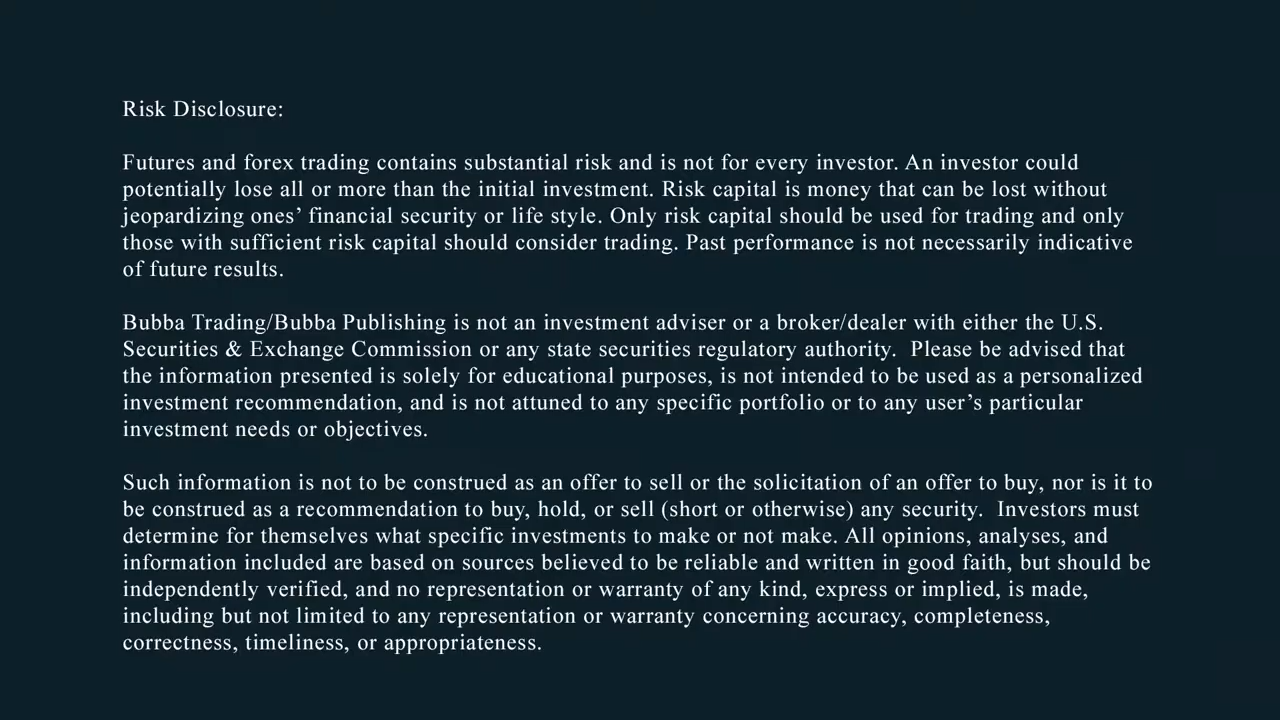 Risk Disclosure:
Futures and forex trading contains substantial risk and is not for every investor. An investor could
potentially lose all or more than the initial investment. Risk capital is money that can be lost without
jeopardizing ones’ financial security or life style. Only risk capital should be used for trading and only
those with sufficient risk capital should consider trading. Past performance is not necessarily indicative
of future results.
Bubba Trading/Bubba Publishing is not an investment adviser or a broker/dealer with either the U.S.
Securities & Exchange Commission or any state securities regulatory authority.  Please be advised that
the information presented is solely for educational purposes, is not intended to be used as a personalized
investment recommendation, and is not attuned to any specific portfolio or to any user’s particular
investment needs or objectives.
Such information is not to be construed as an offer to sell or the solicitation of an offer to buy, nor is it to
be construed as a recommendation to buy, hold, or sell (short or otherwise) any security.  Investors must
determine for themselves what specific investments to make or not make. All opinions, analyses, and
information included are based on sources believed to be reliable and written in good faith, but should be
independently verified, and no representation or warranty of any kind, express or implied, is made,
including but not limited to any representation or warranty concerning accuracy, completeness,
correctness, timeliness, or appropriateness.